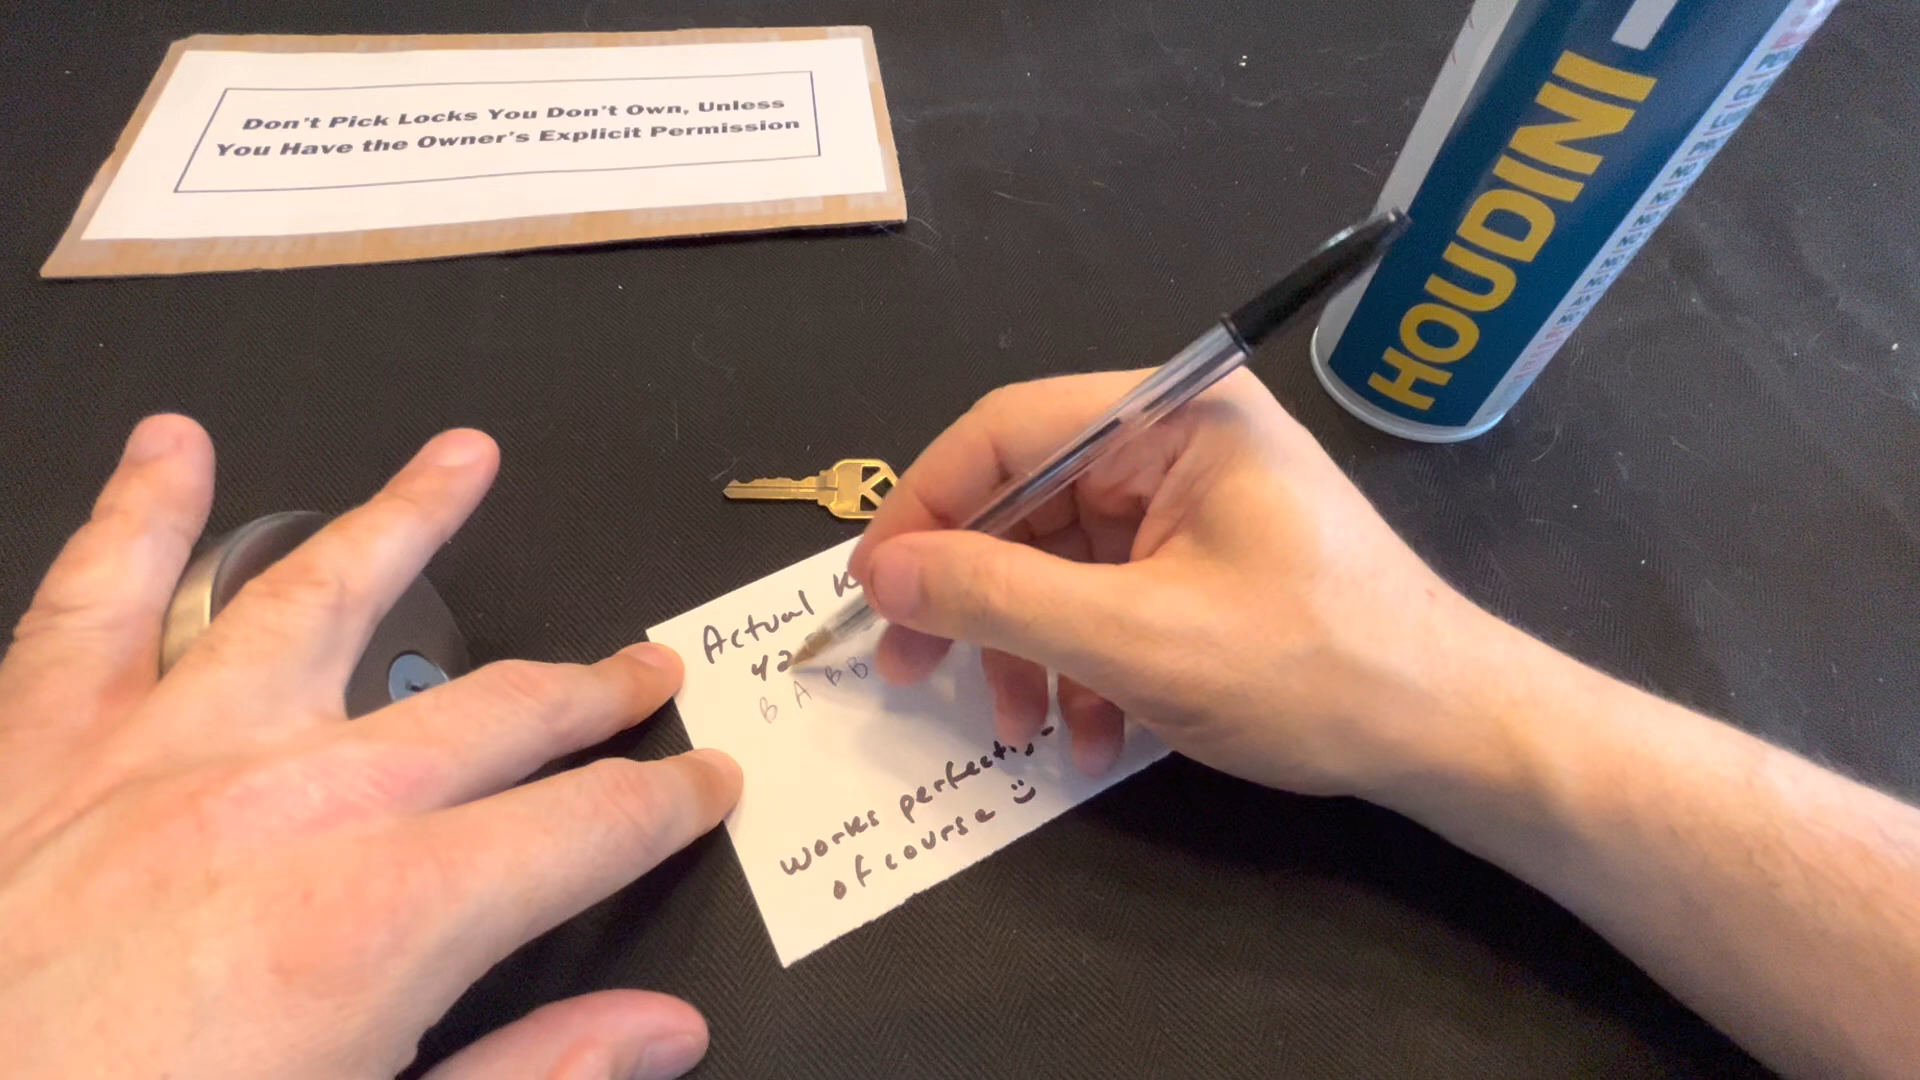 Don't Pick Locks You Don't Own, Unless
You Have the Owner's Explicit Permission
HOUDINI
Actual K
42
B A B B
works perfectly
of course :)